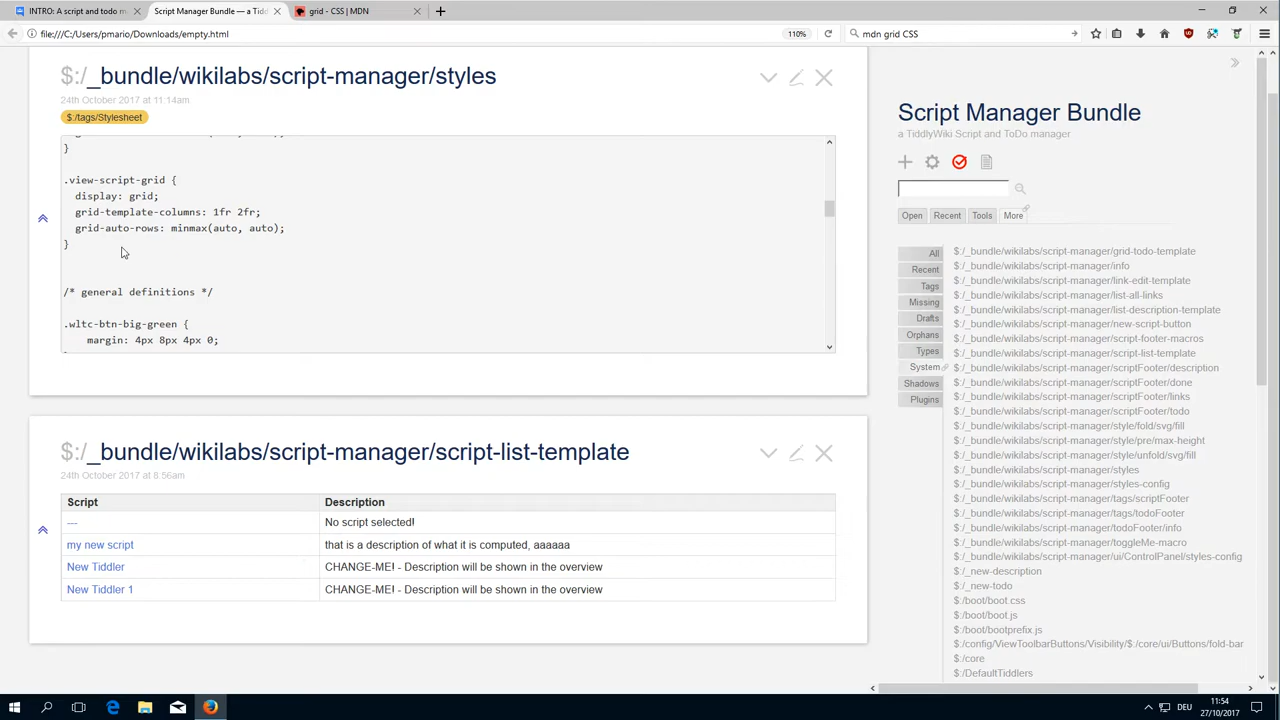 INTRO: A script and todo m
Script Manager Bundle — a Tid
grid - CSS | MDN
file:///C:/Users/pmario/Downloads/empty.html
110%
mdn grid CSS
$:/_bundle/wikilabs/script-manager/styles
24th October 2017 at 11.14am
$:/tags/Stylesheet
}
.view-script-grid {
display: grid;
grid-template-columns: 1fr 2fr;
grid-auto-rows: minmax(auto, auto);
}
/* general definitions */
.wltc-btn-big-green {
margin: 4px 8px 4px 0;
$:/_bundle/wikilabs/script-manager/script-list-template
24th October 2017 at 8.56am
Script Description
--- No script selected!
my new script that is a description of what it is computed, aaaaaa
New Tiddler CHANGE-ME! - Description will be shown in the overview
New Tiddler 1 CHANGE-ME! - Description will be shown in the overview
Script Manager Bundle
a TiddlyWiki Script and ToDo manager
Open Recent Tools More
All
Recent
Tags
Missing
Drafts
Orphans
Types
System
Shadows
Plugins
$:/_bundle/wikilabs/script-manager/grid-todo-template
$:/_bundle/wikilabs/script-manager/info
$:/_bundle/wikilabs/script-manager/link-edit-template
$:/_bundle/wikilabs/script-manager/list-all-links
$:/_bundle/wikilabs/script-manager/list-description-template
$:/_bundle/wikilabs/script-manager/new-script-button
$:/_bundle/wikilabs/script-manager/script-footer-macros
$:/_bundle/wikilabs/script-manager/script-list-template
$:/_bundle/wikilabs/script-manager/scriptFooter/description
$:/_bundle/wikilabs/script-manager/scriptFooter/done
$:/_bundle/wikilabs/script-manager/scriptFooter/links
$:/_bundle/wikilabs/script-manager/scriptFooter/todo
$:/_bundle/wikilabs/script-manager/style/fold/svg/fill
$:/_bundle/wikilabs/script-manager/style/pre/max-height
$:/_bundle/wikilabs/script-manager/style/unfold/svg/fill
$:/_bundle/wikilabs/script-manager/styles
$:/_bundle/wikilabs/script-manager/styles-config
$:/_bundle/wikilabs/script-manager/tags/scriptFooter
$:/_bundle/wikilabs/script-manager/tags/todoFooter
$:/_bundle/wikilabs/script-manager/todoFooter/info
$:/_bundle/wikilabs/script-manager/toggleMe-macro
$:/_bundle/wikilabs/script-manager/ui/ControlPanel/styles-config
$:/_new-description
$:/_new-todo
$:/boot/boot.css
$:/boot/boot.js
$:/boot/bootprefix.js
$:/config/ViewToolbarButtons/Visibility/$:/core/ui/Buttons/fold-bar
$:/core
$:/DefaultTiddlers
DEU
11:54
27/10/2017